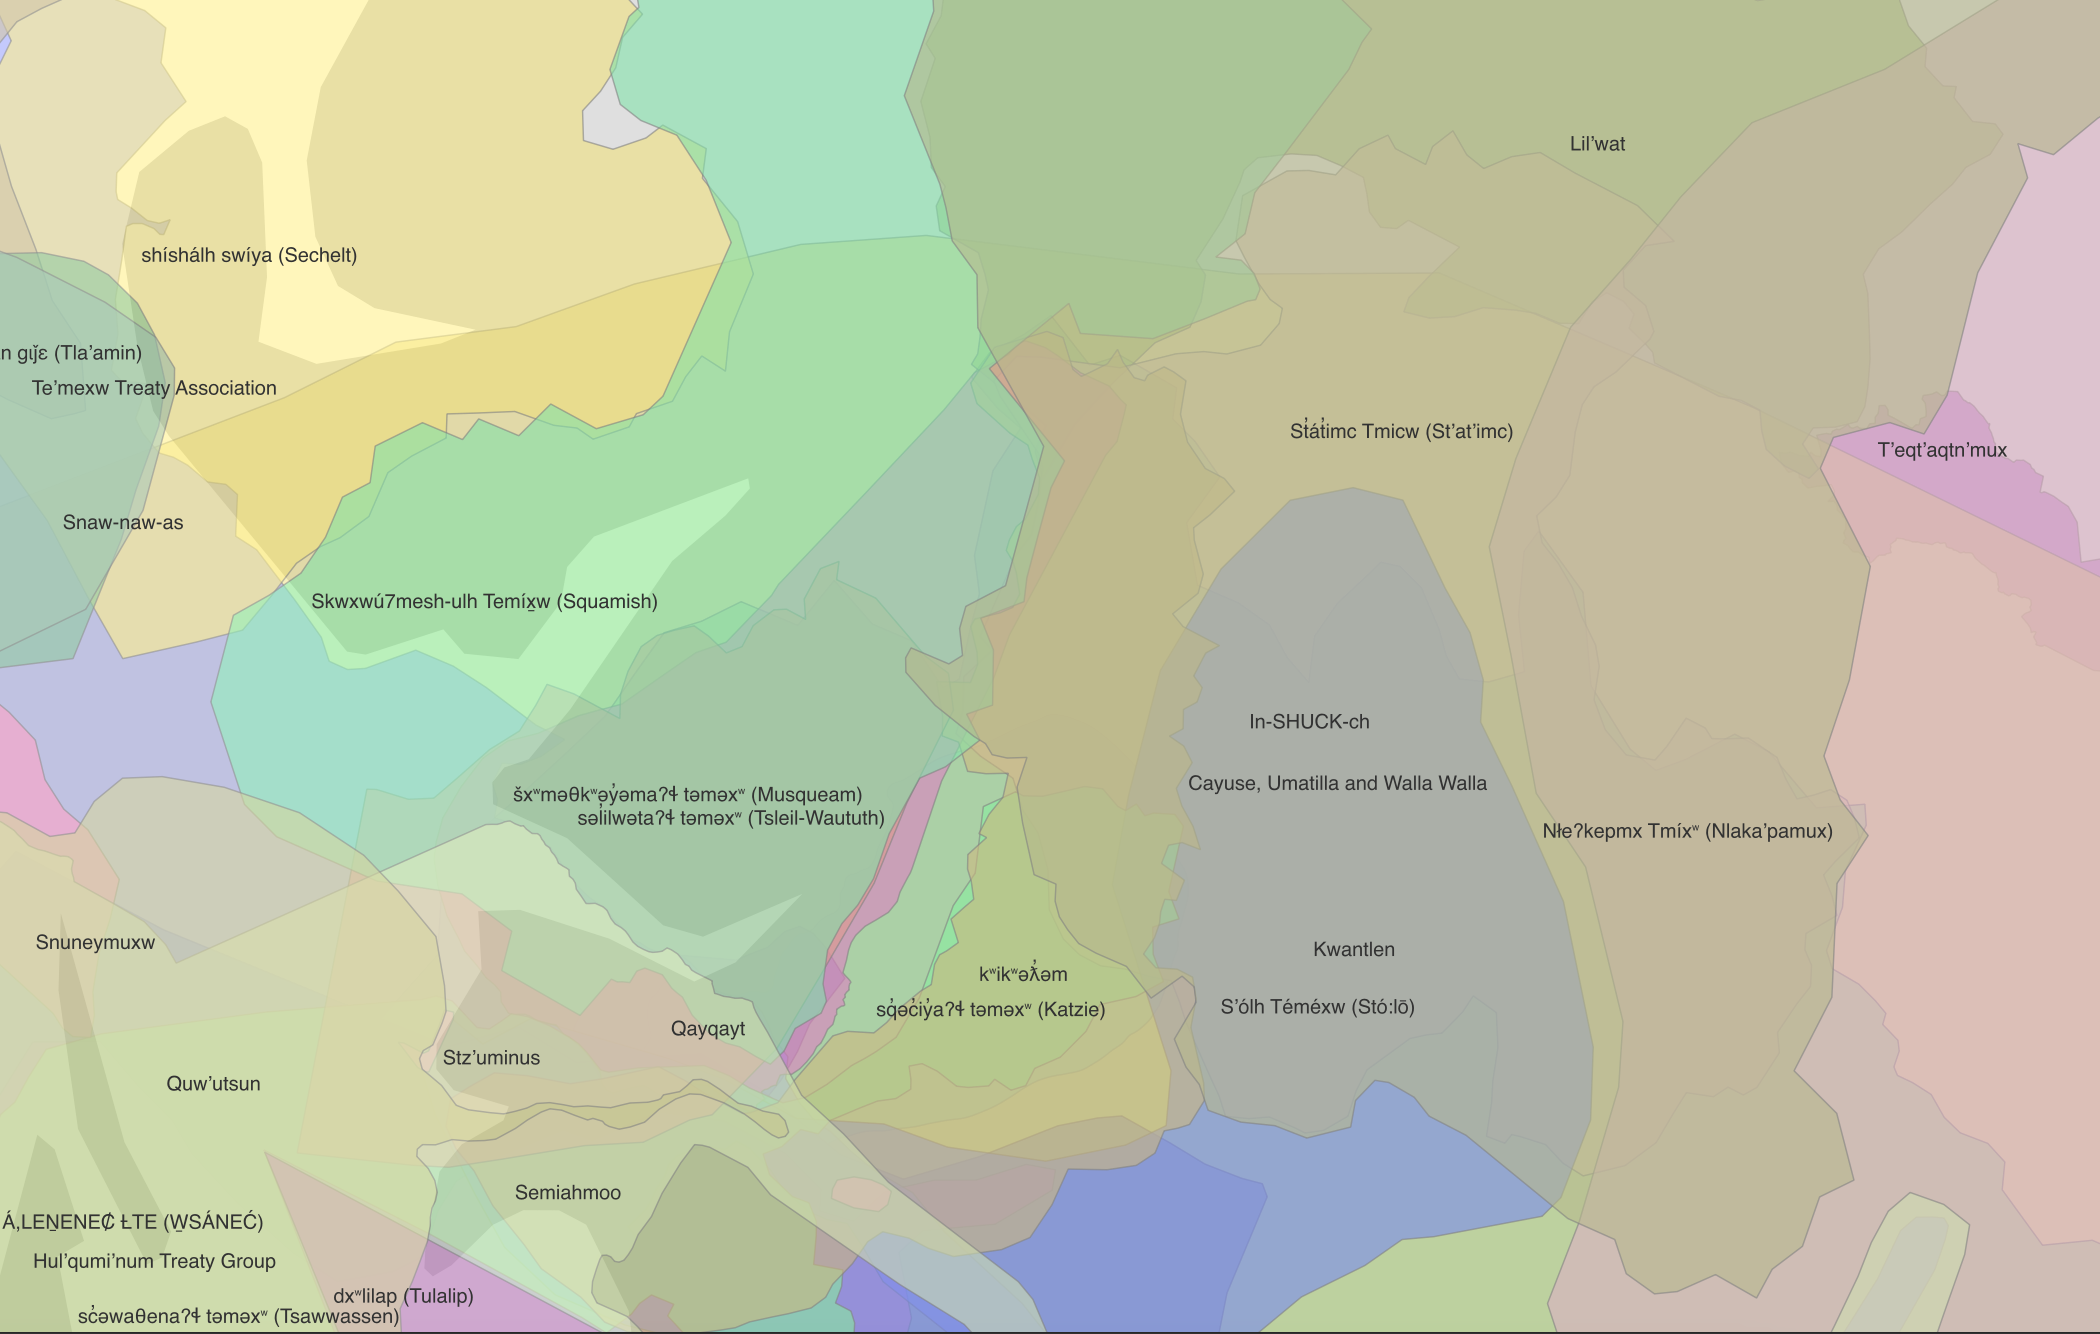 Lil’wat
shíshálh swíya (Sechelt)
n gɩǰɛ (Tla’amin)
Te’mexw Treaty Association
St̓át̓imc Tmicw (St’at’imc)
T’eqt’aqtn’mux
Snaw-naw-as
Skwxwú7mesh-ulh Temíx̱w (Squamish)
In-SHUCK-ch
Cayuse, Umatilla and Walla Walla
šxʷməθkʷəy̓əmaʔɬ təməxʷ (Musqueam)
səl̓ilwətaʔɬ təməxʷ (Tsleil-Waututh)
Nłeʔkepmx Tmíxʷ (Nlaka’pamux)
Snuneymuxw
Kwantlen
kʷikʷəƛ̓əm
S’ólh Téméxw (Stó:lō)
sq̓əc̓iy̓aʔɬ təməxʷ (Katzie)
Qayqayt
Stz’uminus
Quw’utsun
Semiahmoo
Á,LEṈENEȻ ȽTE (W̱SÁNEĆ)
Hul’qumi’num Treaty Group
dxʷlilap (Tulalip)
sc̓əwaθenaʔɬ təməxʷ (Tsawwassen)